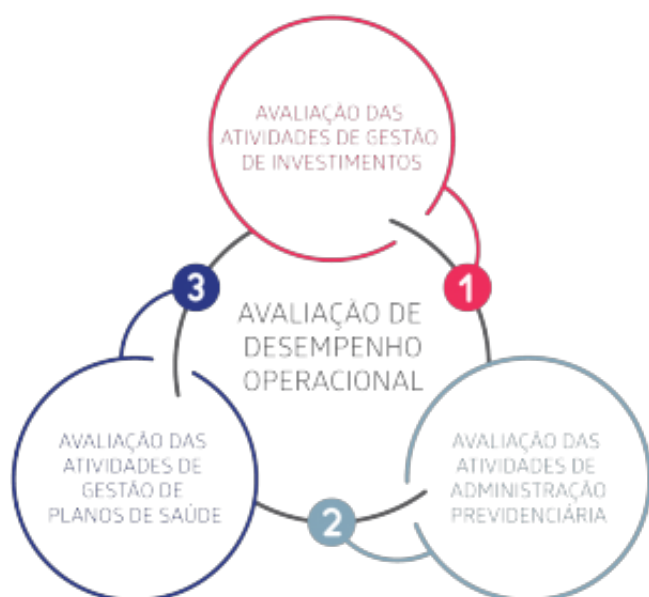 AVALIAÇÃO DAS
ATIVIDADES DE GESTÃO
DE INVESTIMENTOS
3
1
AVALIAÇÃO DE
DESEMPENHO
OPERACIONAL
AVALIAÇÃO DAS
ATIVIDADES DE
GESTÃO DE
PLANOS DE SAÚDE
AVALIAÇÃO DAS
ATIVIDADES DE
ADMINISTRAÇÃO
PREVIDENCIÁRIA
2